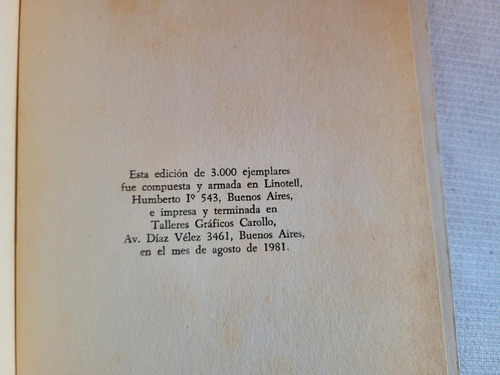 Esta edición de 3.000 ejemplares
fue compuesta y armada en Linotell,
Humberto Iº 543, Buenos Aires,
e impresa y terminada en
Talleres Gráficos Carollo,
Av. Díaz Vélez 3461, Buenos Aires,
en el mes de agosto de 1981.